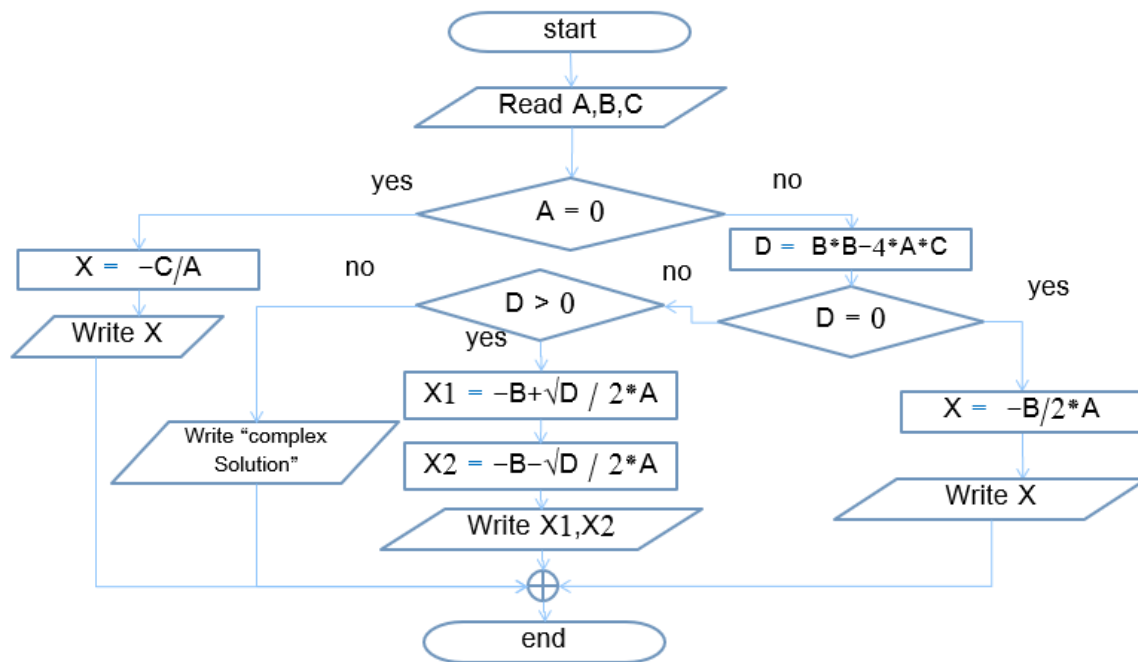 start
Read A,B,C
yes
no
A = 0
D = B*B−4*A*C
X = −C/A
no
no
yes
D > 0
D = 0
Write X
yes
X1 = −B+√D / 2*A
X = −B/2*A
Write “complex
Solution”
X2 = −B−√D / 2*A
Write X
Write X1,X2
end